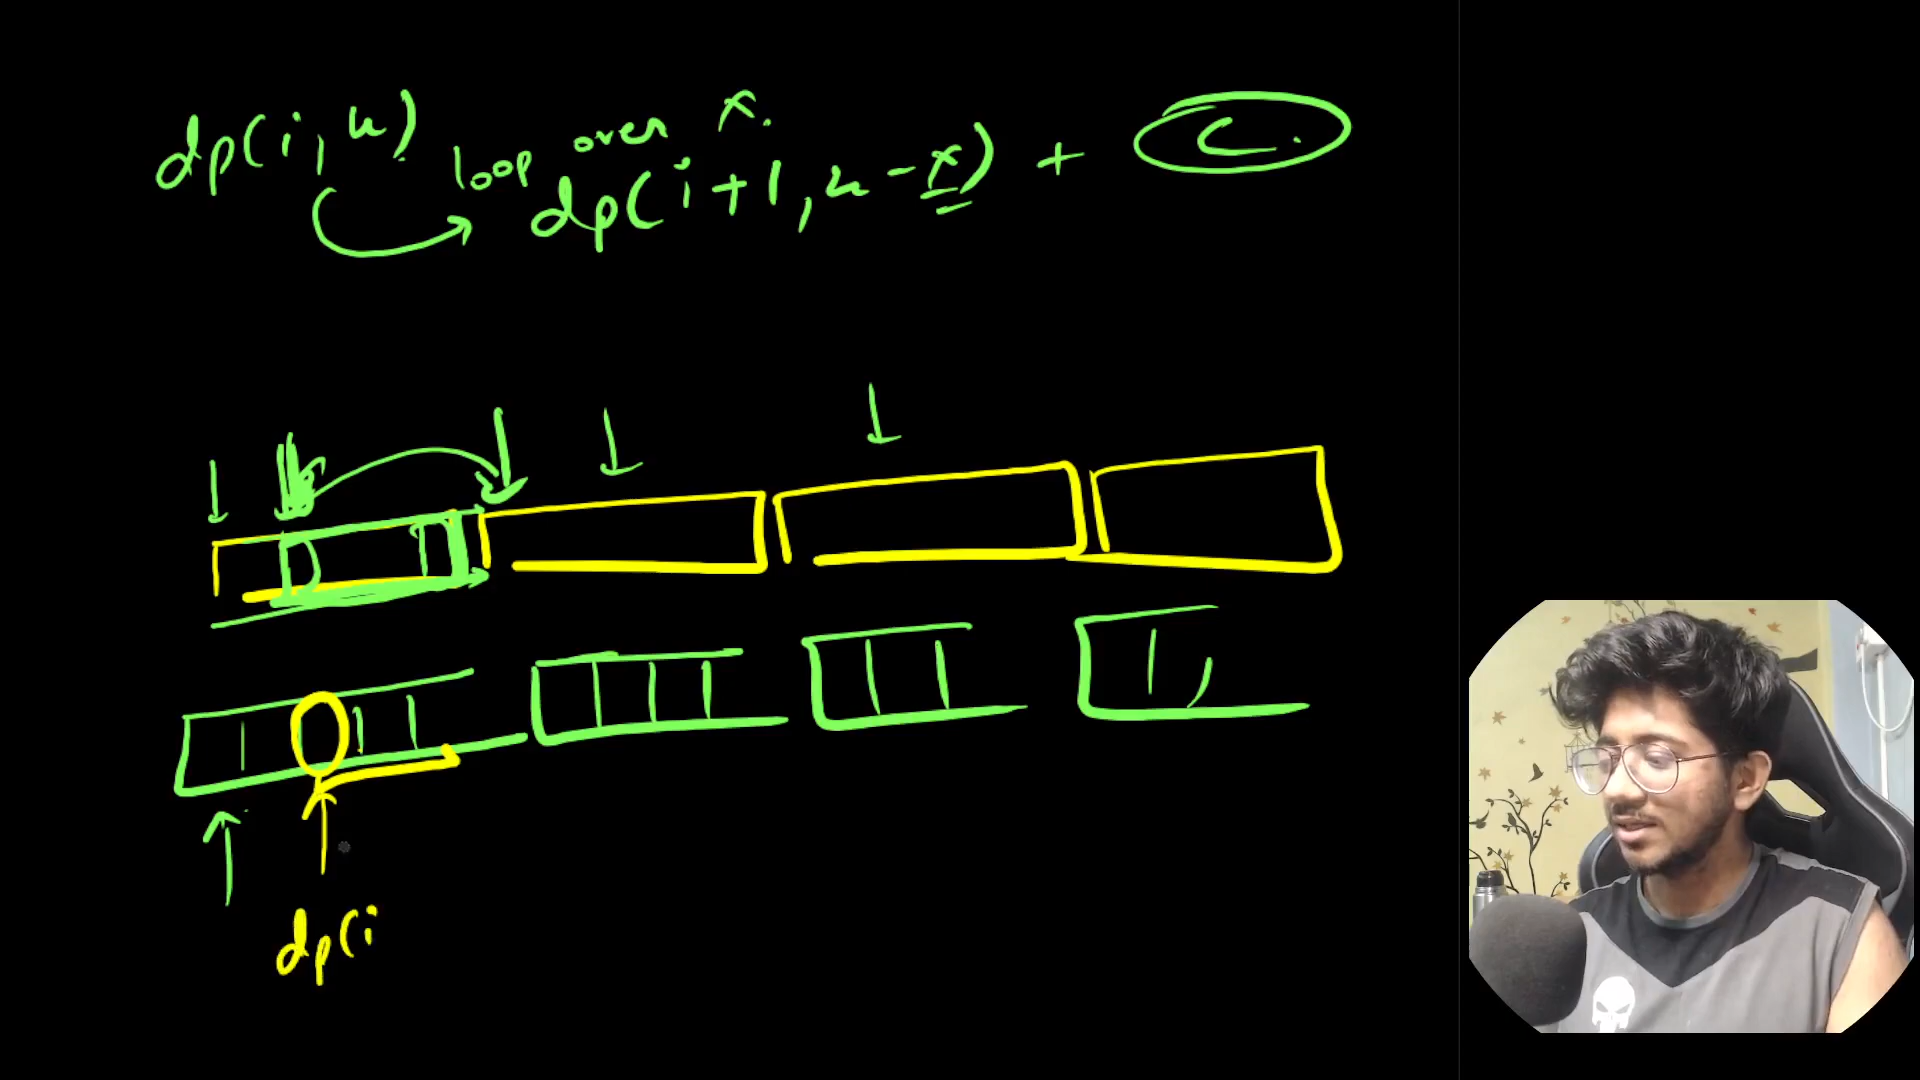 dp(i, k) loop over x.
dp(i+1, k-x) + C.
dp(i